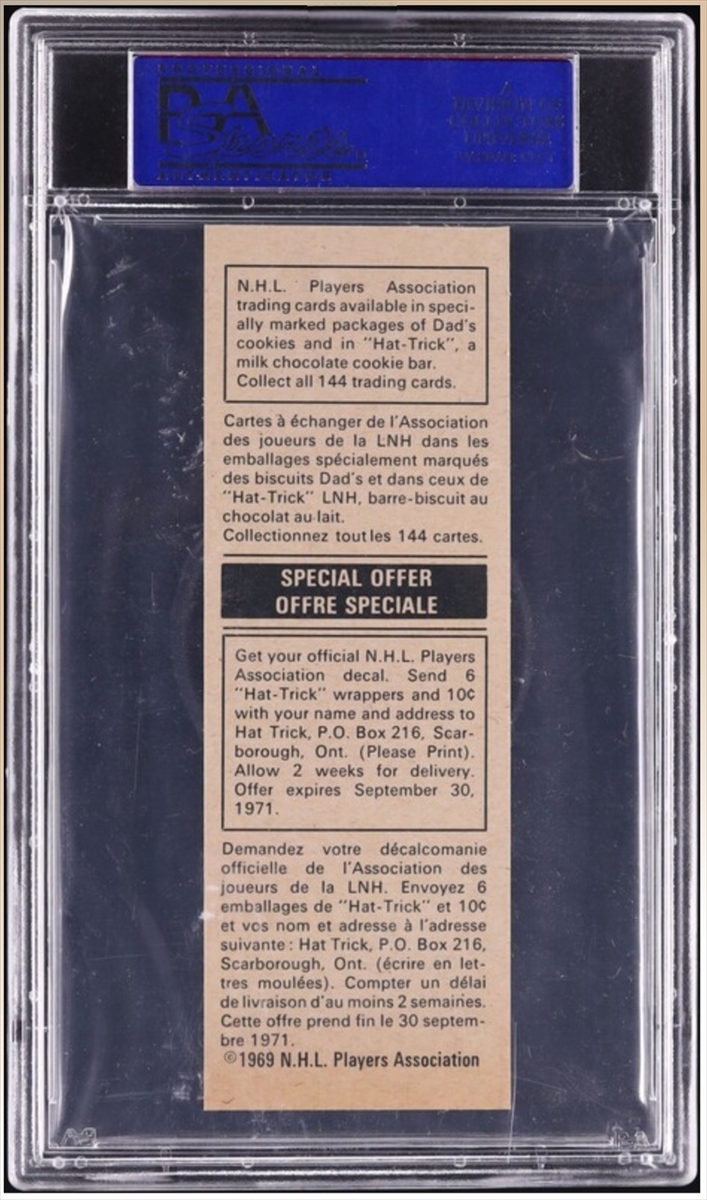 PROFESSIONAL
PSA
Sports
AUTHENTICATOR
A
DIVISION OF
COLLECTORS
UNIVERSE
N.H.L. Players Association
trading cards available in speci-
ally marked packages of Dad's
cookies and in "Hat-Trick", a
milk chocolate cookie bar.
Collect all 144 trading cards.
Cartes à échanger de l'Association
des joueurs de la LNH dans les
emballages spécialement marqués
des biscuits Dad's et dans ceux de
"Hat-Trick" LNH, barre-biscuit au
chocolat au lait.
Collectionnez tout les 144 cartes.
SPECIAL OFFER
OFFRE SPECIALE
Get your official N.H.L. Players
Association decal. Send 6
"Hat-Trick" wrappers and 10¢
with your name and address to
Hat Trick, P.O. Box 216, Scar-
borough, Ont. (Please Print).
Allow 2 weeks for delivery.
Offer expires September 30,
1971.
Demandez votre décalcomanie
officielle de l'Association des
joueurs de la LNH. Envoyez 6
emballages de "Hat-Trick" et 10¢
et vos nom et adresse à l'adresse
suivante : Hat Trick, P.O. Box 216,
Scarborough, Ont. (écrire en let-
tres moulées). Compter un délai
de livraison d'au moins 2 semaines.
Cette offre prend fin le 30 septem-
bre 1971.
©1969 N.H.L. Players Association